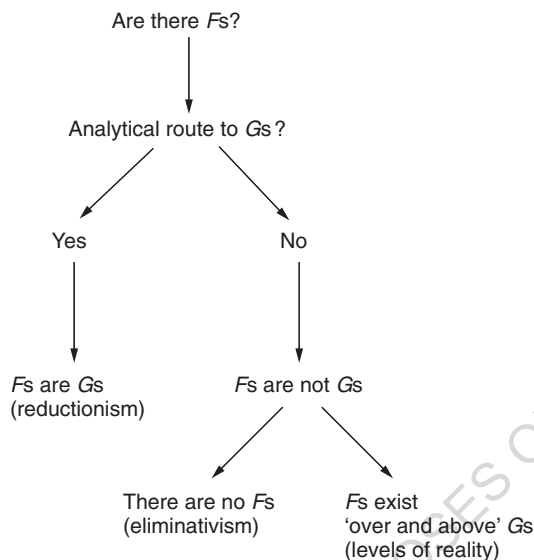 Are there Fs?
Analytical route to Gs?
Yes
No
Fs are Gs
(reductionism)
Fs are not Gs
There are no Fs
(eliminativism)
Fs exist
‘over and above’ Gs
(levels of reality)
OSES O